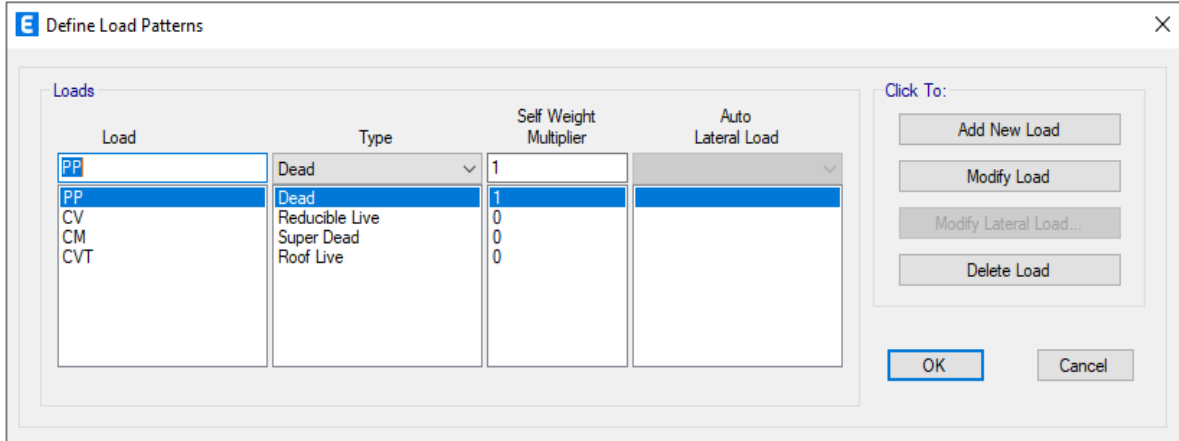 E Define Load Patterns
Loads
Click To:
Load Type Self Weight Multiplier Auto Lateral Load
PP Dead 1
PP Dead 1
CV Reducible Live 0
CM Super Dead 0
CVT Roof Live 0
Add New Load
Modify Load
Modify Lateral Load...
Delete Load
OK Cancel